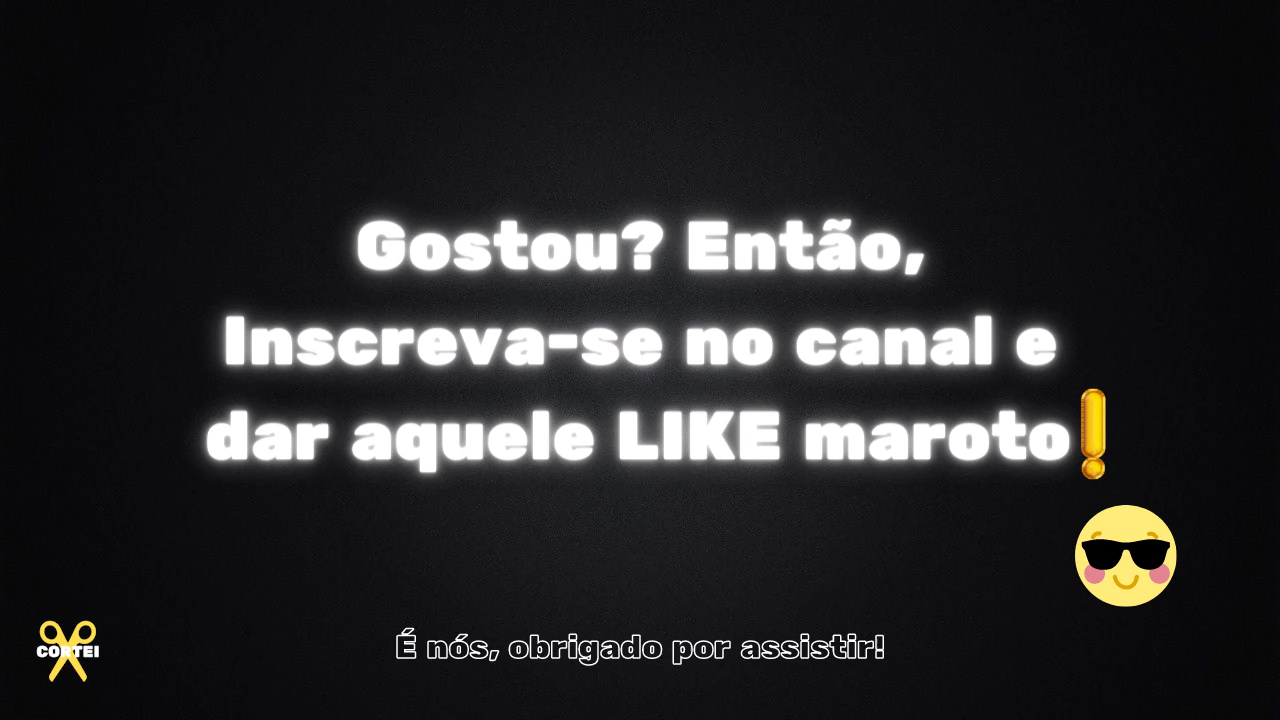 Gostou? Então,
Inscreva-se no canal e
dar aquele LIKE maroto!
CORTEI
É nós, obrigado por assistir!